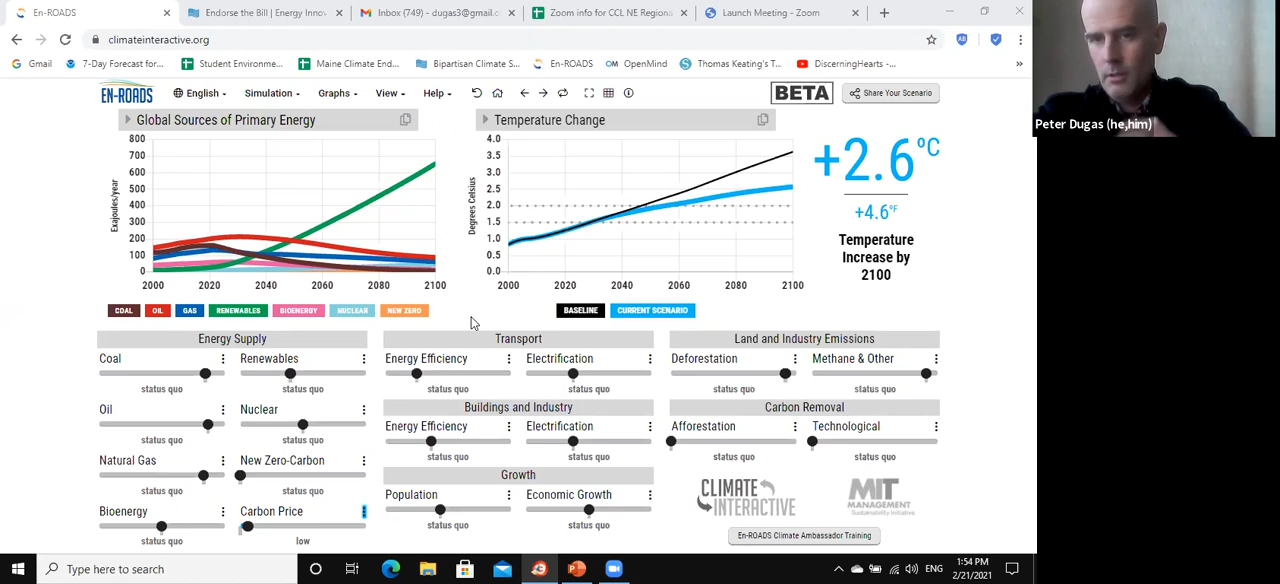 En-ROADS
Endorse the Bill | Energy Innov
Inbox (749) - dugas3@gmail.c
Zoom info for CCL NE Regiona
Launch Meeting - Zoom
climateinteractive.org
AB
Gmail
7-Day Forecast for...
Student Environme...
Maine Climate End...
Bipartisan Climate S...
En-ROADS
OM OpenMind
Thomas Keating's T...
DiscerningHearts -...
Peter Dugas (he,him)
EN-ROADS
English
Simulation
Graphs
View
Help
BETA
Share Your Scenario
Global Sources of Primary Energy
Temperature Change
800
700
600
500
400
300
200
100
0
Exajoules/year
2000
2020
2040
2060
2080
2100
4.0
3.5
3.0
2.5
2.0
1.5
1.0
0.5
0.0
Degrees Celsius
2000
2020
2040
2060
2080
2100
+2.6°C
+4.6°F
Temperature
Increase by
2100
COAL
OIL
GAS
RENEWABLES
BIOENERGY
NUCLEAR
NEW ZERO
BASELINE
CURRENT SCENARIO
Energy Supply
Coal
status quo
Renewables
status quo
Oil
status quo
Nuclear
status quo
Natural Gas
status quo
New Zero-Carbon
status quo
Bioenergy
status quo
Carbon Price
low
Transport
Energy Efficiency
status quo
Electrification
status quo
Buildings and Industry
Energy Efficiency
status quo
Electrification
status quo
Growth
Population
status quo
Economic Growth
status quo
Land and Industry Emissions
Deforestation
status quo
Methane & Other
status quo
Carbon Removal
Afforestation
status quo
Technological
status quo
CLIMATE
INTERACTIVE
MIT
MANAGEMENT
Sustainability Initiative
En-ROADS Climate Ambassador Training
Type here to search
ENG
1:54 PM
2/21/2021